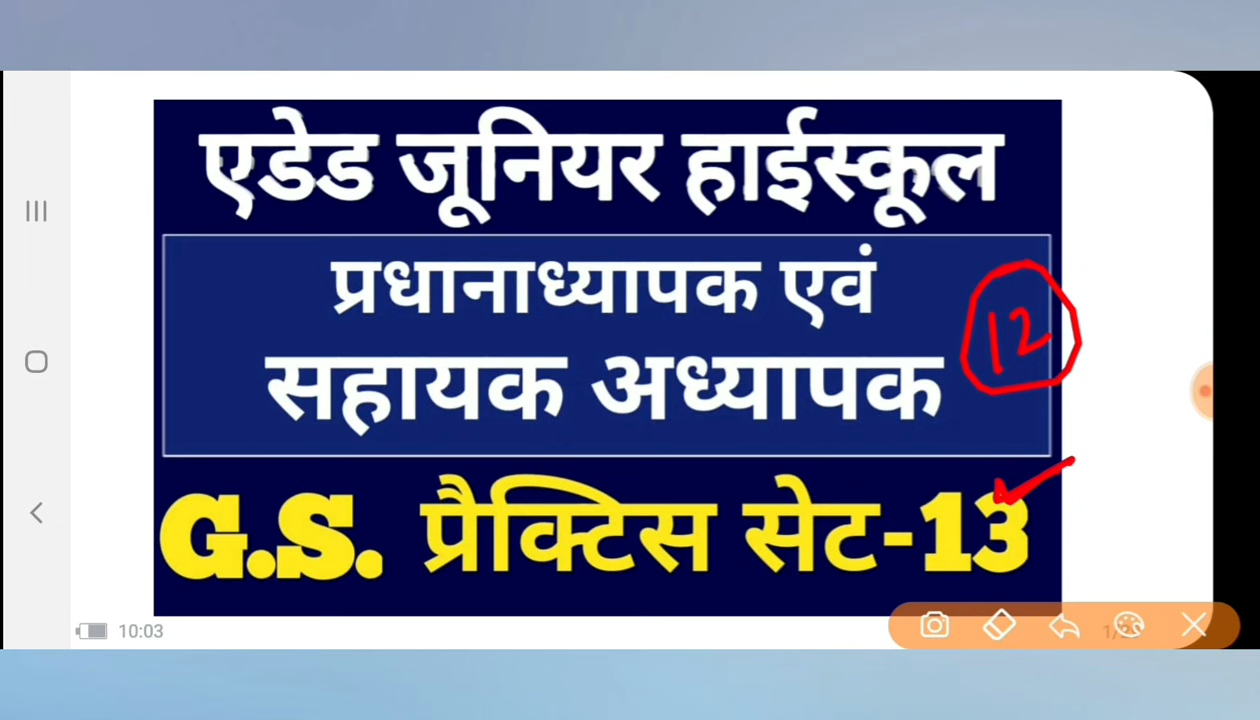 एडेड जूनियर हाईस्कूल
प्रधानाध्यापक एवं
सहायक अध्यापक
12
G.S. प्रैक्टिस सेट-13
10:03